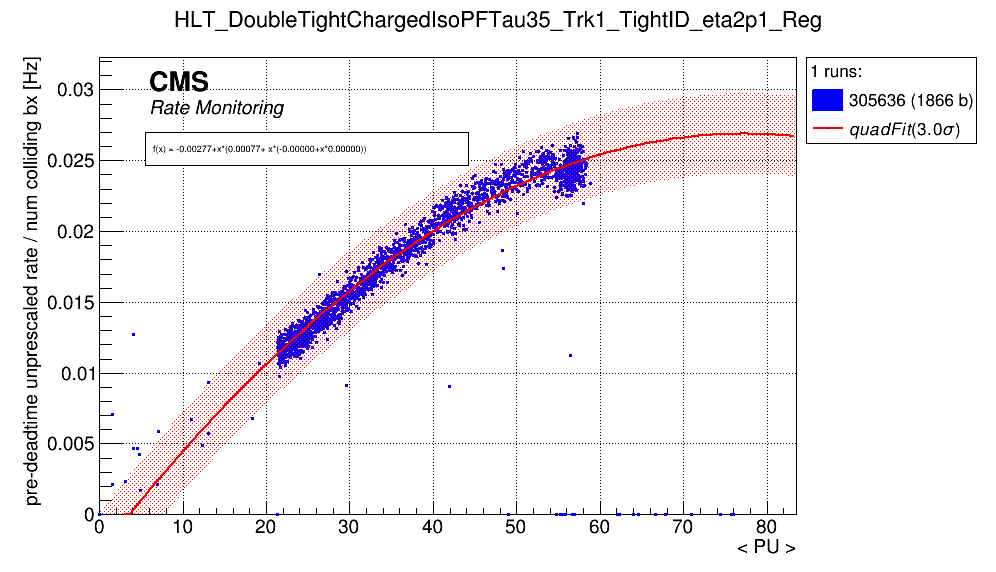 HLT_DoubleTightChargedIsoPFTau35_Trk1_TightID_eta2p1_Reg
pre-deadtime unprescaled rate / num colliding bx [Hz]
CMS
Rate Monitoring
f(x) = -0.00277+x*(0.00077+ x*(-0.00000+x*0.00000))
1 runs:
305636 (1866 b)
quadFit(3.0σ)
0.03
0.025
0.02
0.015
0.01
0.005
0
0 10 20 30 40 50 60 70 80
< PU >